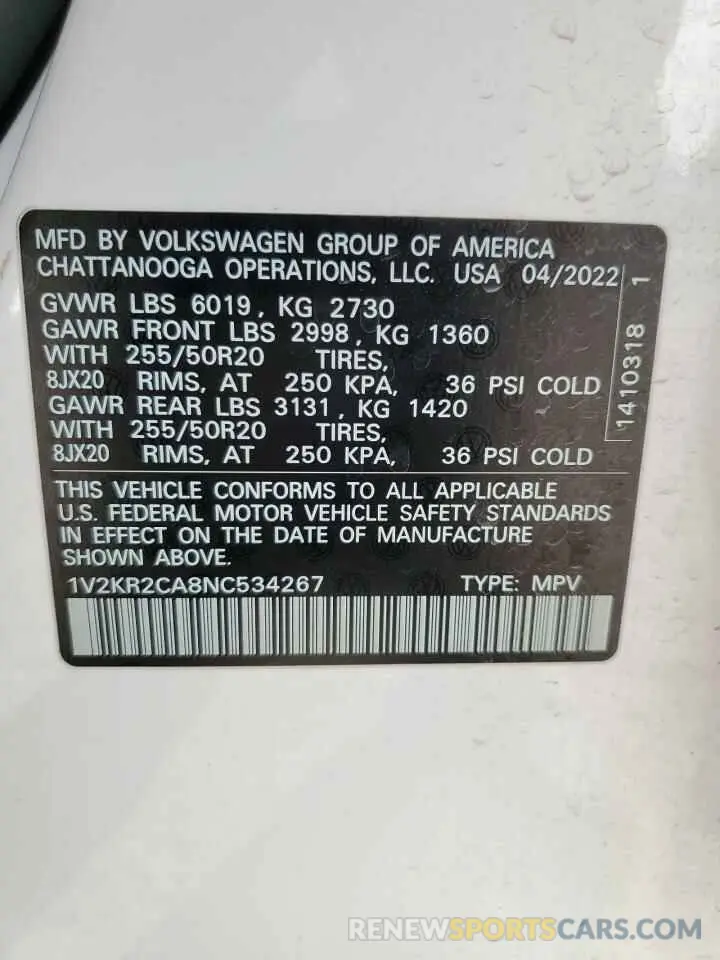 MFD BY VOLKSWAGEN GROUP OF AMERICA
CHATTANOOGA OPERATIONS, LLC. USA 04/2022
GVWR LBS 6019, KG 2730
GAWR FRONT LBS 2998, KG 1360
WITH 255/50R20 TIRES,
8JX20 RIMS, AT 250 KPA, 36 PSI COLD
GAWR REAR LBS 3131, KG 1420
WITH 255/50R20 TIRES,
8JX20 RIMS, AT 250 KPA, 36 PSI COLD
1410318 1
THIS VEHICLE CONFORMS TO ALL APPLICABLE
U.S. FEDERAL MOTOR VEHICLE SAFETY STANDARDS
IN EFFECT ON THE DATE OF MANUFACTURE
SHOWN ABOVE.
1V2KR2CA8NC534267 TYPE: MPV
RENEWSPORTSCARS.COM